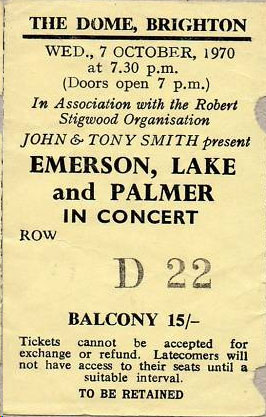 THE DOME, BRIGHTON
WED., 7 OCTOBER, 1970
at 7.30 p.m.
(Doors open 7 p.m.)
In Association with the Robert
Stigwood Organisation
JOHN & TONY SMITH present
EMERSON, LAKE
and PALMER
IN CONCERT
ROW
D 22
BALCONY 15/-
Tickets cannot be accepted for
exchange or refund. Latecomers will
not have access to their seats until a
suitable interval.
TO BE RETAINED